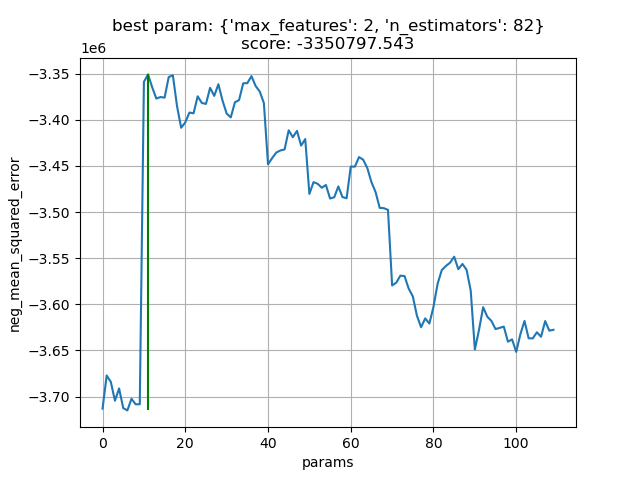 best param: {'max_features': 2, 'n_estimators': 82}
score: -3350797.543
1e6
−3.35
−3.40
−3.45
−3.50
−3.55
−3.60
−3.65
−3.70
neg_mean_squared_error
0 20 40 60 80 100
params